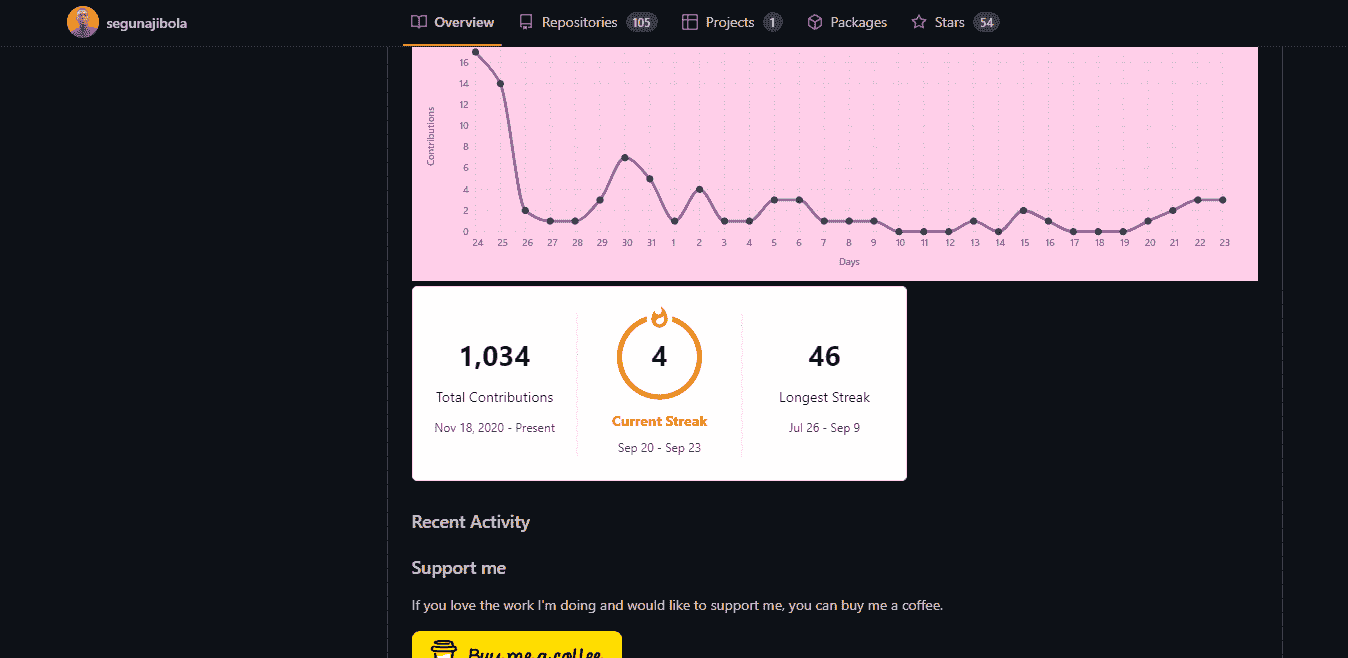 segunajibola
Overview
Repositories 105
Projects 1
Packages
Stars 54
16
14
12
10
8
6
4
2
0
Contributions
24 25 26 27 28 29 30 31 1 2 3 4 5 6 7 8 9 10 11 12 13 14 15 16 17 18 19 20 21 22 23
Days
1,034
Total Contributions
Nov 18, 2020 - Present
4
Current Streak
Sep 20 - Sep 23
46
Longest Streak
Jul 26 - Sep 9
Recent Activity
Support me
If you love the work I'm doing and would like to support me, you can buy me a coffee.
Buy me a coffee